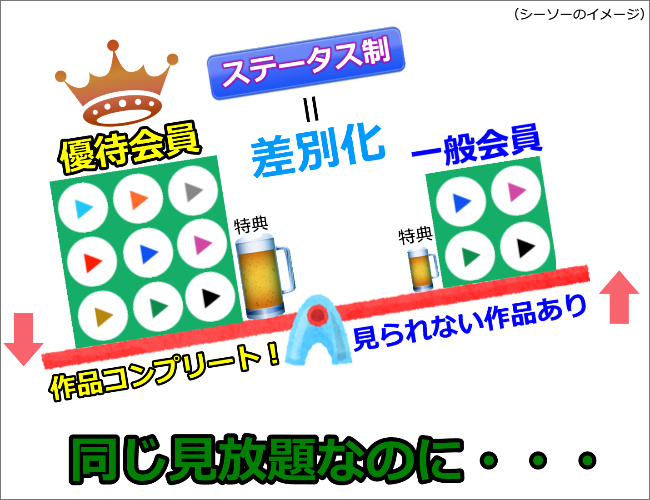 （シーソーのイメージ）
ステータス制
＝
差別化
優待会員
一般会員
特典
特典
見られない作品あり
作品コンプリート！
同じ見放題なのに・・・